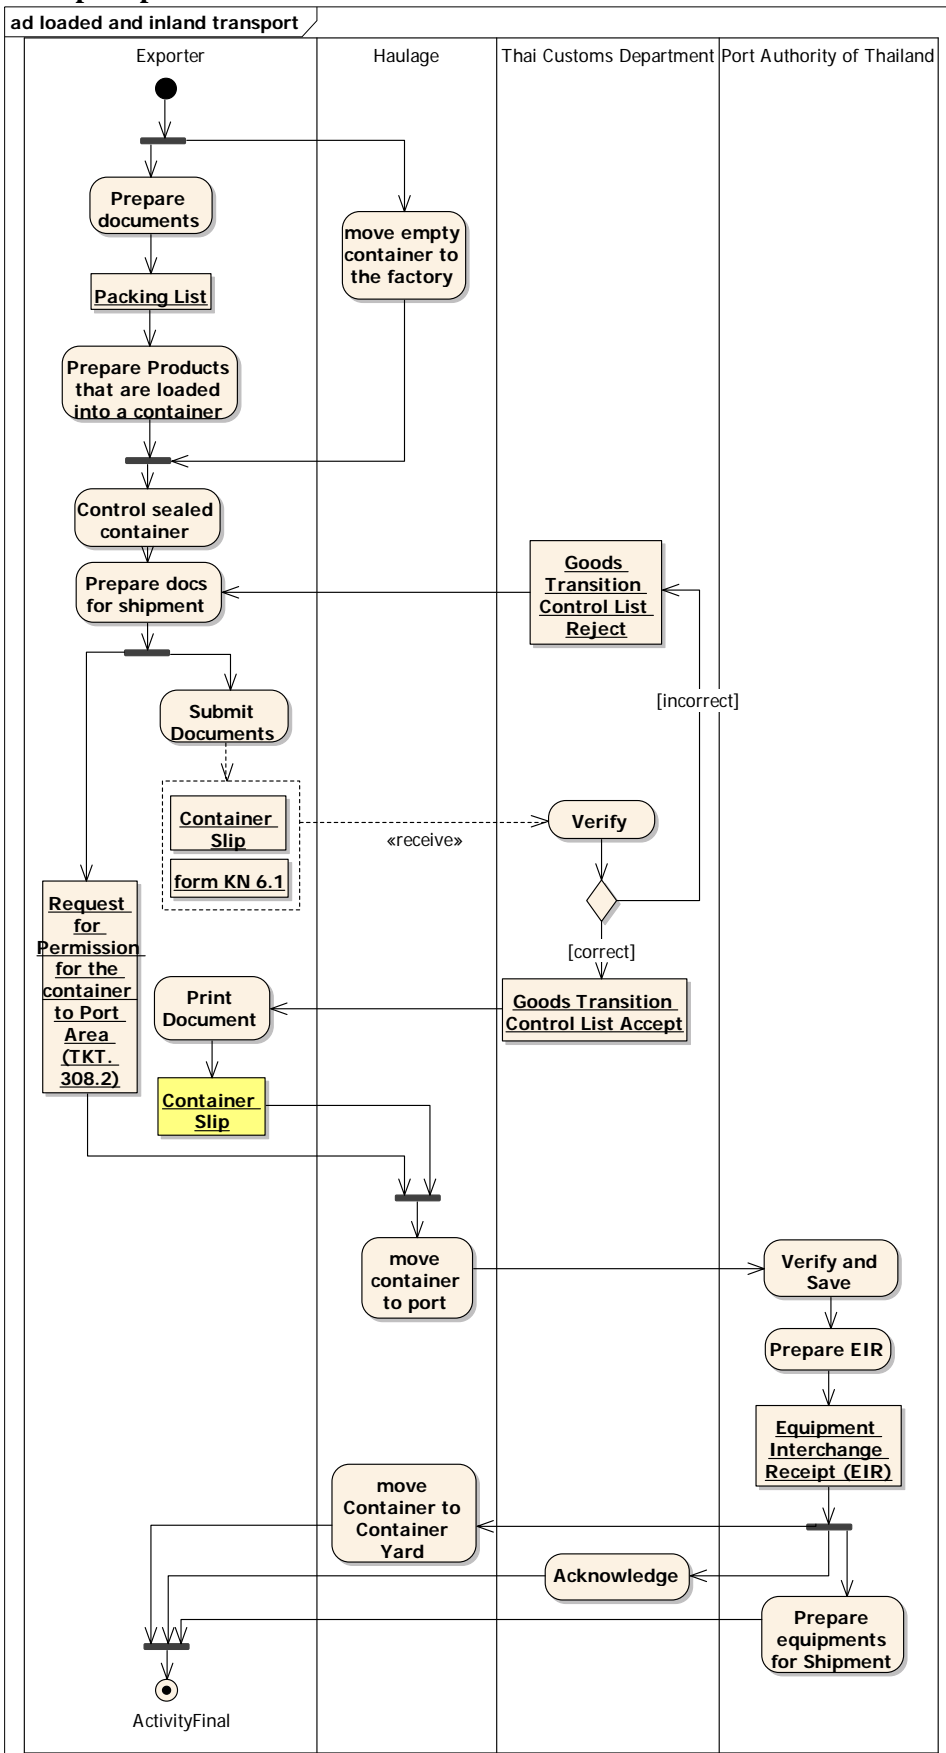 ad loaded and inland transport
Exporter
Haulage
Thai Customs Department
Port Authority of Thailand
Prepare
documents
move empty
container to
the factory
Packing List
Prepare Products
that are loaded
into a container
Control sealed
container
Prepare docs
for shipment
Goods
Transition
Control List
Reject
[incorrect]
Submit
Documents
Container
Slip
form KN 6.1
«receive»
Verify
[correct]
Request
for
Permission
for the
container
to Port
Area
(TKT.
308.2)
Print
Document
Goods Transition
Control List Accept
Container
Slip
move
container
to port
Verify and
Save
Prepare EIR
Equipment
Interchange
Receipt (EIR)
move
Container to
Container
Yard
Acknowledge
Prepare
equipments
for Shipment
ActivityFinal